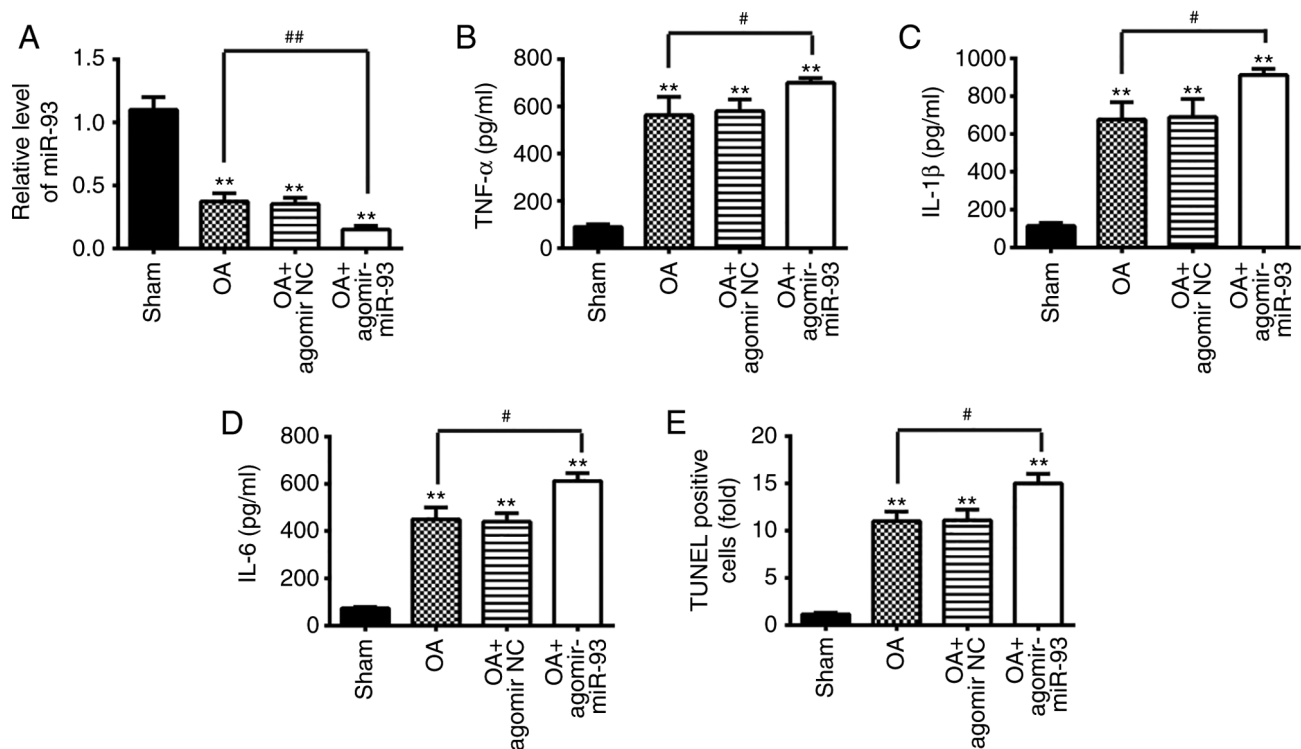 A
Relative level
of miR-93
1.5
1.0
0.5
0.0
##
**
**
**
Sham
OA
OA+
agomir NC
OA+
agomir-
miR-93
B
TNF-α (pg/ml)
800
600
400
200
0
#
**
**
**
Sham
OA
OA+
agomir NC
OA+
agomir-
miR-93
C
IL-1β (pg/ml)
1000
800
600
400
200
0
#
**
**
**
Sham
OA
OA+
agomir NC
OA+
agomir-
miR-93
D
IL-6 (pg/ml)
800
600
400
200
0
#
**
**
**
Sham
OA
OA+
agomir NC
OA+
agomir-
miR-93
E
TUNEL positive
cells (fold)
20
15
10
5
0
#
**
**
**
Sham
OA
OA+
agomir NC
OA+
agomir-
miR-93